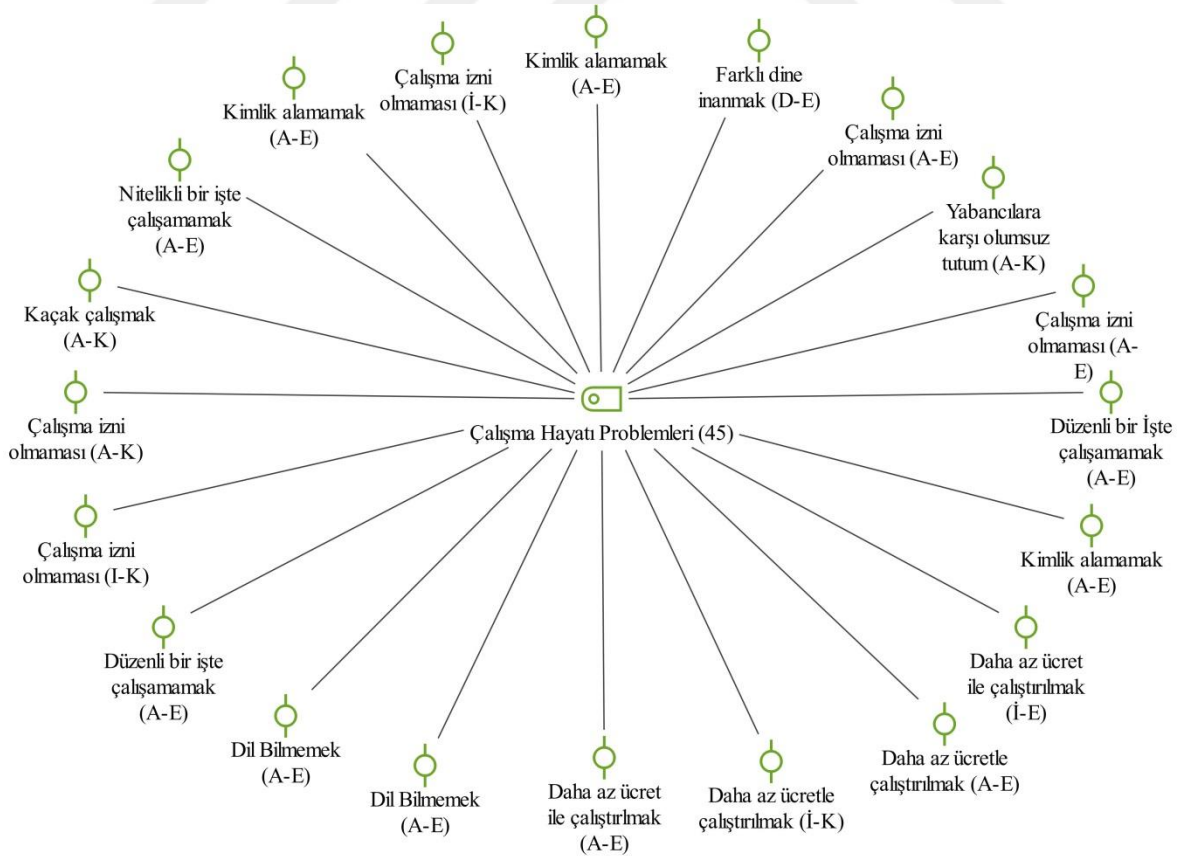 Kimlik alamamak
(A-E)
Farklı dine
inanmak (D-E)
Çalışma izni
olmaması (A-E)
Yabancılara
karşı olumsuz
tutum (A-K)
Çalışma izni
olmaması (A-
E)
Düzenli bir İşte
çalışamamak
(A-E)
Kimlik alamamak
(A-E)
Daha az ücret
ile çalıştırılmak
(İ-E)
Daha az ücretle
çalıştırılmak (A-E)
Daha az ücretle
çalıştırılmak (İ-K)
Daha az ücret
ile çalıştırlmak
(A-E)
Dil Bilmemek
(A-E)
Dil Bilmemek
(A-E)
Düzenli bir işte
çalışamamak
(A-E)
Çalışma izni
olmaması (I-K)
Çalışma izni
olmaması (A-K)
Kaçak çalışmak
(A-K)
Nitelikli bir işte
çalışamamak
(A-E)
Kimlik alamamak
(A-E)
Çalışma izni
olmaması (İ-K)
Çalışma Hayatı Problemleri (45)